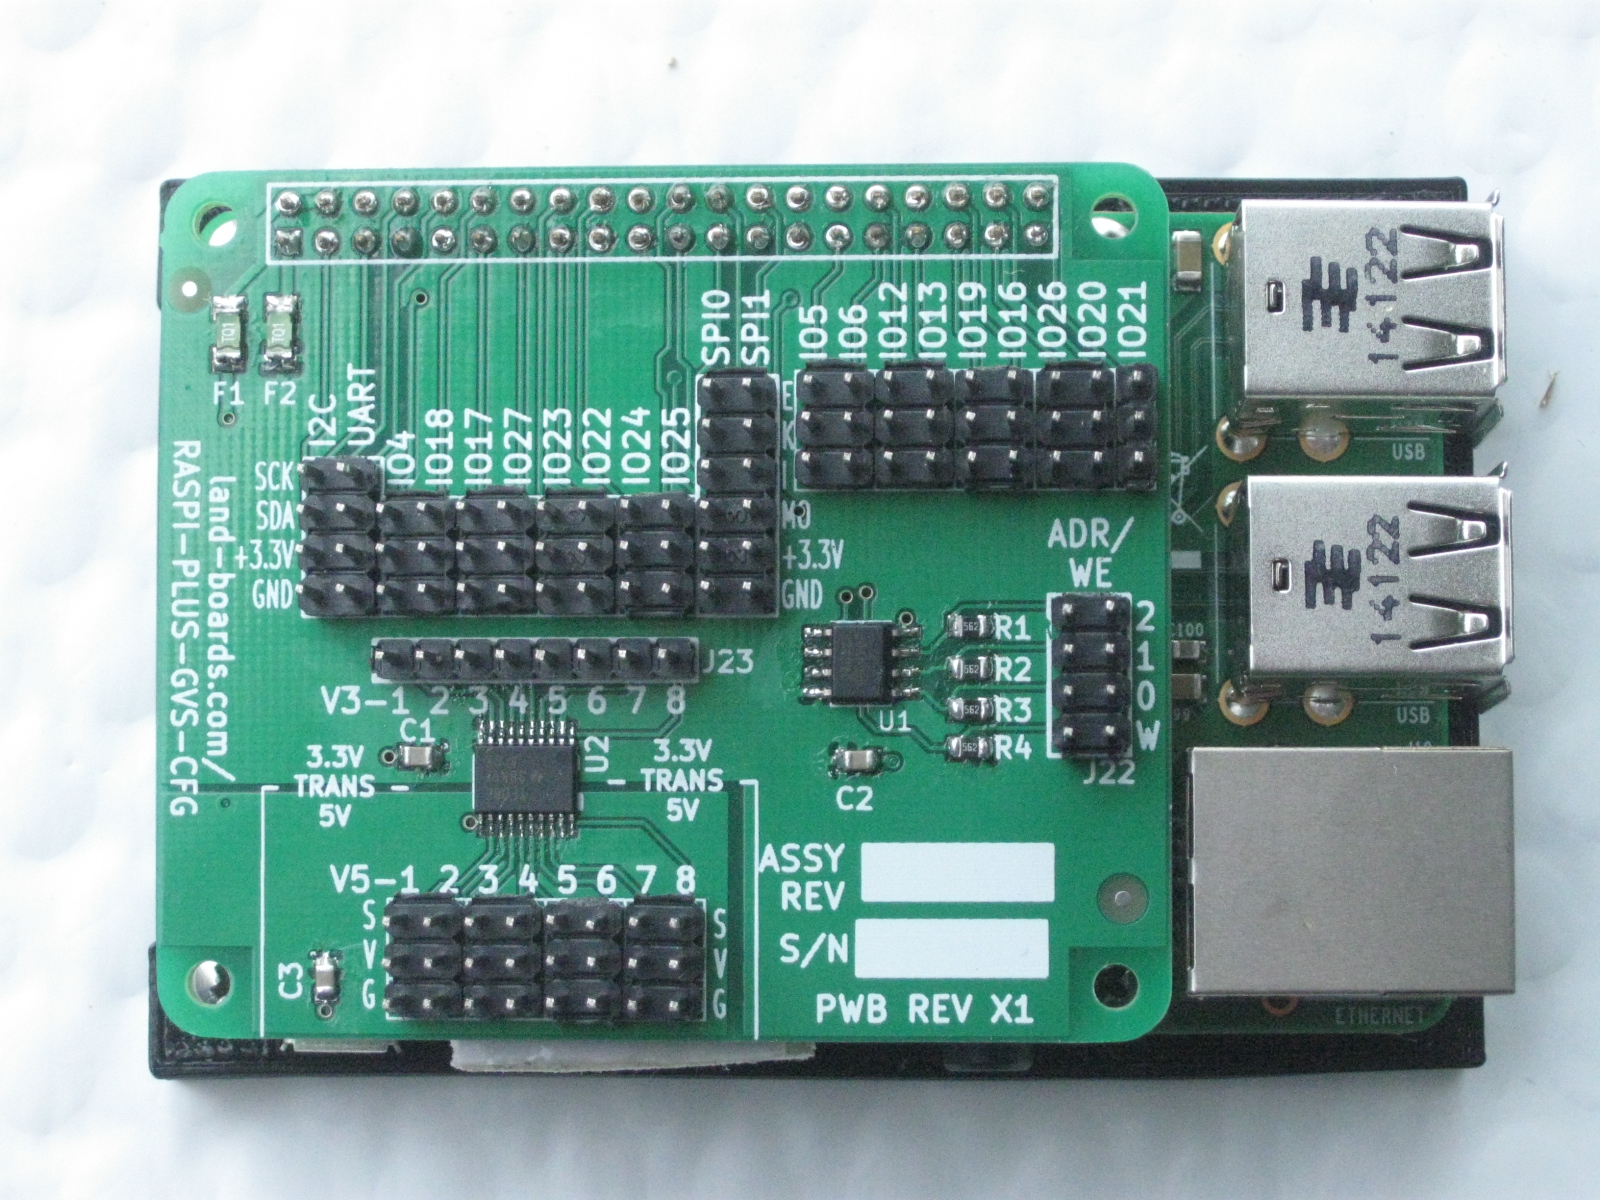 F1
F2
I2C
UART
IO4
IO18
IO17
IO27
IO23
IO22
IO24
IO25
SPI0
SPI1
IO5
IO6
IO12
IO13
IO19
IO16
IO26
IO20
IO21
SCK
SDA
+3.3V
GND
MO
+3.3V
GND
land-boards.com/
RASPI-PLUS-GVS-CFG
ADR/
WE
2
1
0
W
J22
R1
R2
R3
R4
U1
C2
J23
V3-1 2 3 4 5 6 7 8
C1
U2
3.3V
TRANS
5V
3.3V
TRANS
5V
V5-1 2 3 4 5 6 7 8
S
V
G
S
V
G
C3
ASSY
REV
S/N
PWB REV X1
14122
USB
14122
USB
ETHERNET